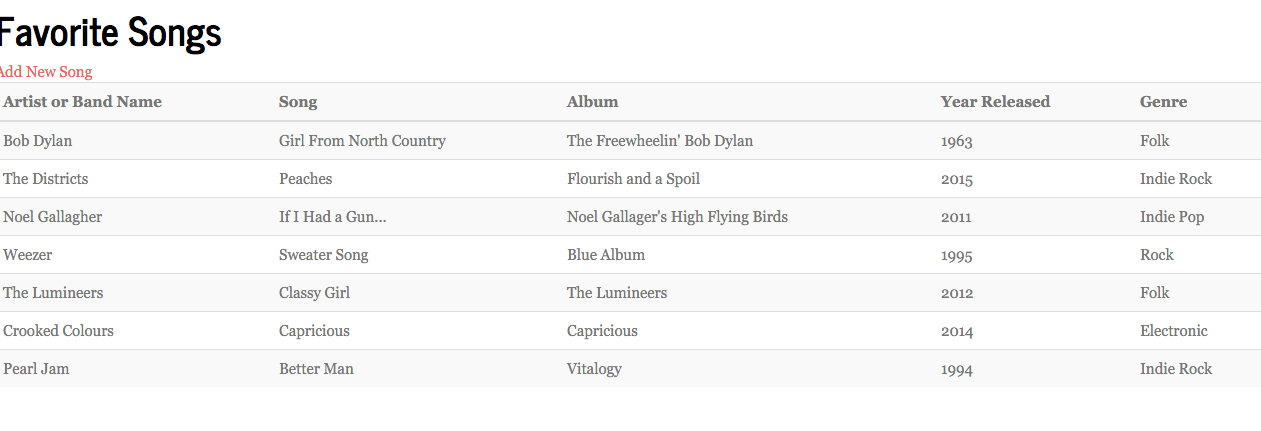 Favorite Songs
Add New Song
Artist or Band Name Song Album Year Released Genre
Bob Dylan Girl From North Country The Freewheelin' Bob Dylan 1963 Folk
The Districts Peaches Flourish and a Spoil 2015 Indie Rock
Noel Gallagher If I Had a Gun... Noel Gallager's High Flying Birds 2011 Indie Pop
Weezer Sweater Song Blue Album 1995 Rock
The Lumineers Classy Girl The Lumineers 2012 Folk
Crooked Colours Capricious Capricious 2014 Electronic
Pearl Jam Better Man Vitalogy 1994 Indie Rock